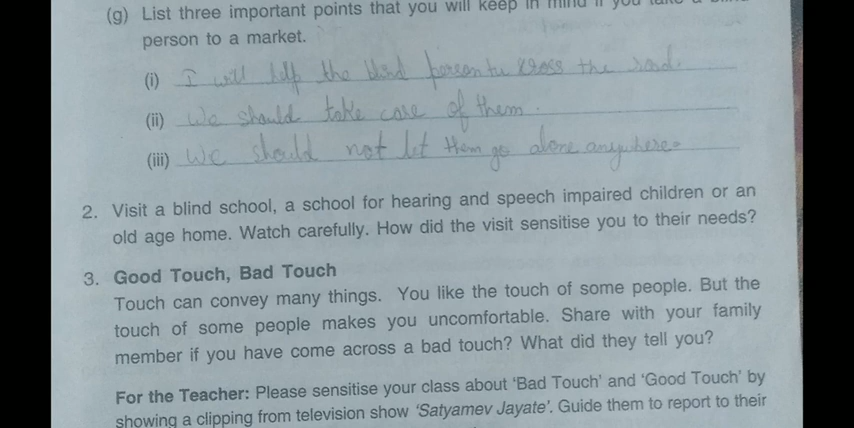 (g) List three important points that you will keep in mind if you take a blind
person to a market.
(i) I will help the blind person to cross the road.
(ii) We should take care of them.
(iii) We should not let them go alone anywhere.
2. Visit a blind school, a school for hearing and speech impaired children or an
old age home. Watch carefully. How did the visit sensitise you to their needs?
3. Good Touch, Bad Touch
Touch can convey many things. You like the touch of some people. But the
touch of some people makes you uncomfortable. Share with your family
member if you have come across a bad touch? What did they tell you?
For the Teacher: Please sensitise your class about 'Bad Touch' and 'Good Touch' by
showing a clipping from television show 'Satyamev Jayate'. Guide them to report to their